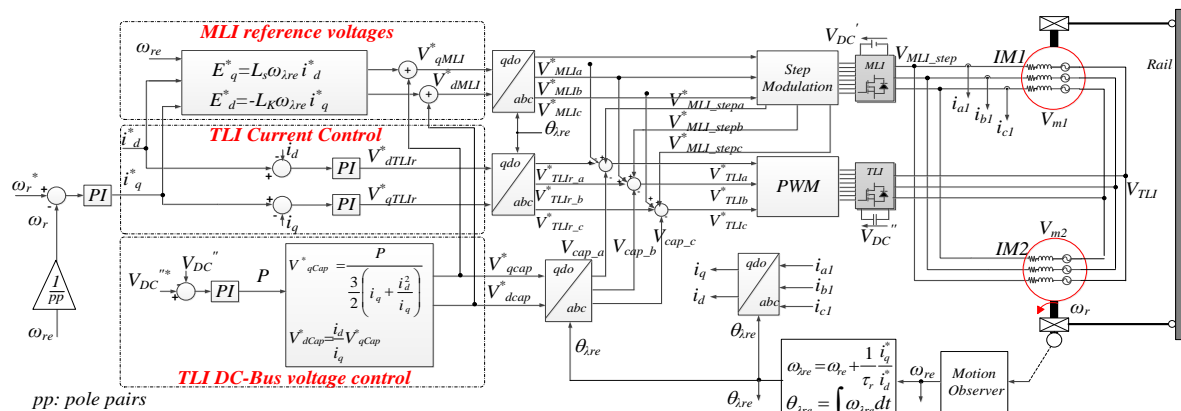 MLI reference voltages
ω_re
E*_q=L_sω_λre i*_d
E*_d=-L_Kω_λre i*_q
V*_qMLI
V*_dMLI
qdo
abc
V*_MLIa
V*_MLIb
V*_MLIc
θ_λre
Step
Modulation
V_DC'
MLI
V_MLI_step
IM1
Rail
i_a1
i_b1
i_c1
V_m1
V*_MLI_stepa
V*_MLI_stepb
V*_MLI_stepc
TLI Current Control
i*_d
i_d
PI
V*_dTLIr
i*_q
i_q
PI
V*_qTLIr
ω_r*
ω_r
PI
qdo
abc
V*_TLIr_a
V*_TLIr_b
V*_TLIr_c
V*_TLIa
V*_TLIb
V*_TLIc
PWM
TLI
V_DC''
V_TLI
1/pp
ω_re
V_DC''*
V_DC''
PI
P
V*_qCap = P / (3/2 (i_q + i_d^2/i_q))
V*_dCap = i_d/i_q V*_qCap
V*_qcap
V*_dcap
TLI DC-Bus voltage control
qdo
abc
V_cap_a
V_cap_b
V_cap_c
θ_λre
i_q
i_d
qdo
abc
i_a1
i_b1
i_c1
θ_λre
V_m2
IM2
ω_r
θ_λre
ω_λre = ω_re + 1/τ_r i*_q/i*_d
θ_λre = ∫ω_λre dt
ω_re
Motion
Observer
pp: pole pairs